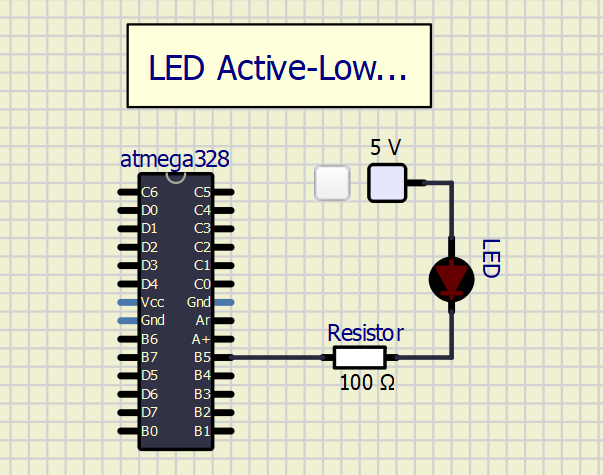 LED Active-Low...
atmega328
5 V
C6 C5
D0 C4
D1 C3
D2 C2
D3 C1
D4 C0
Vcc Gnd
Gnd Ar
B6 A+
B7 B5
D5 B4
D6 B3
D7 B2
B0 B1
LED
Resistor
100 Ω